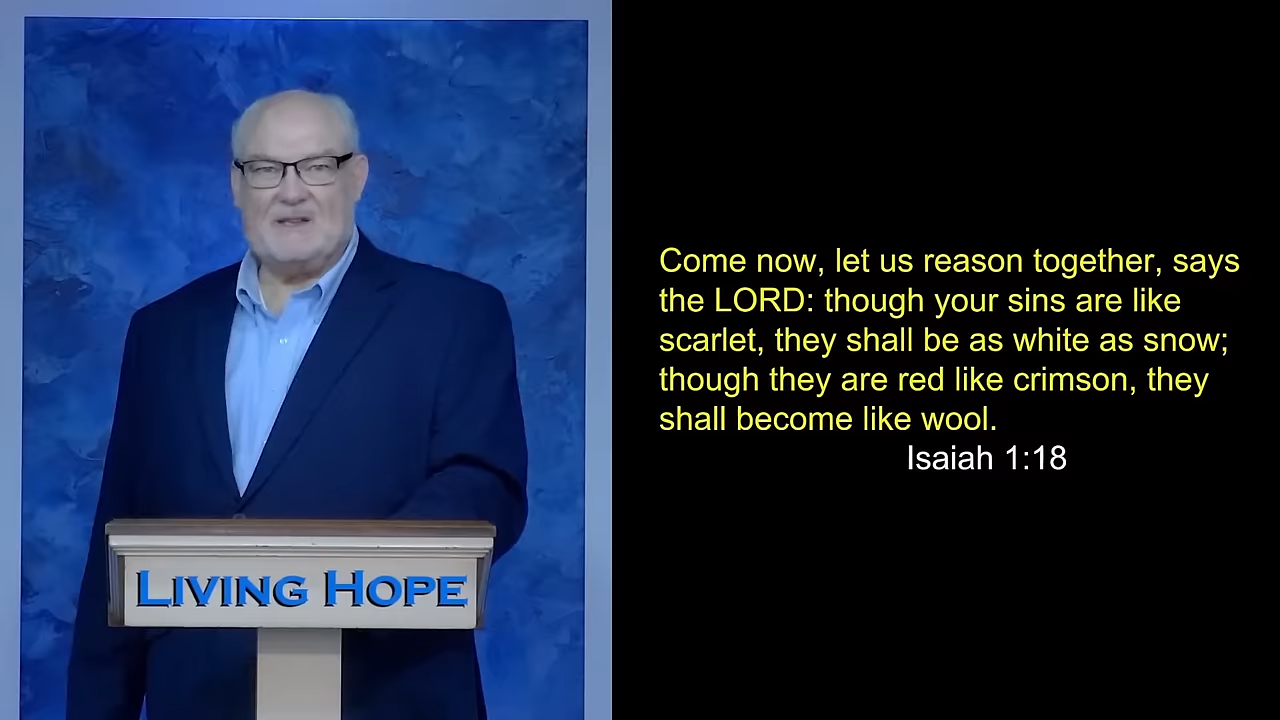 Living Hope
Come now, let us reason together, says
the LORD: though your sins are like
scarlet, they shall be as white as snow;
though they are red like crimson, they
shall become like wool.
Isaiah 1:18